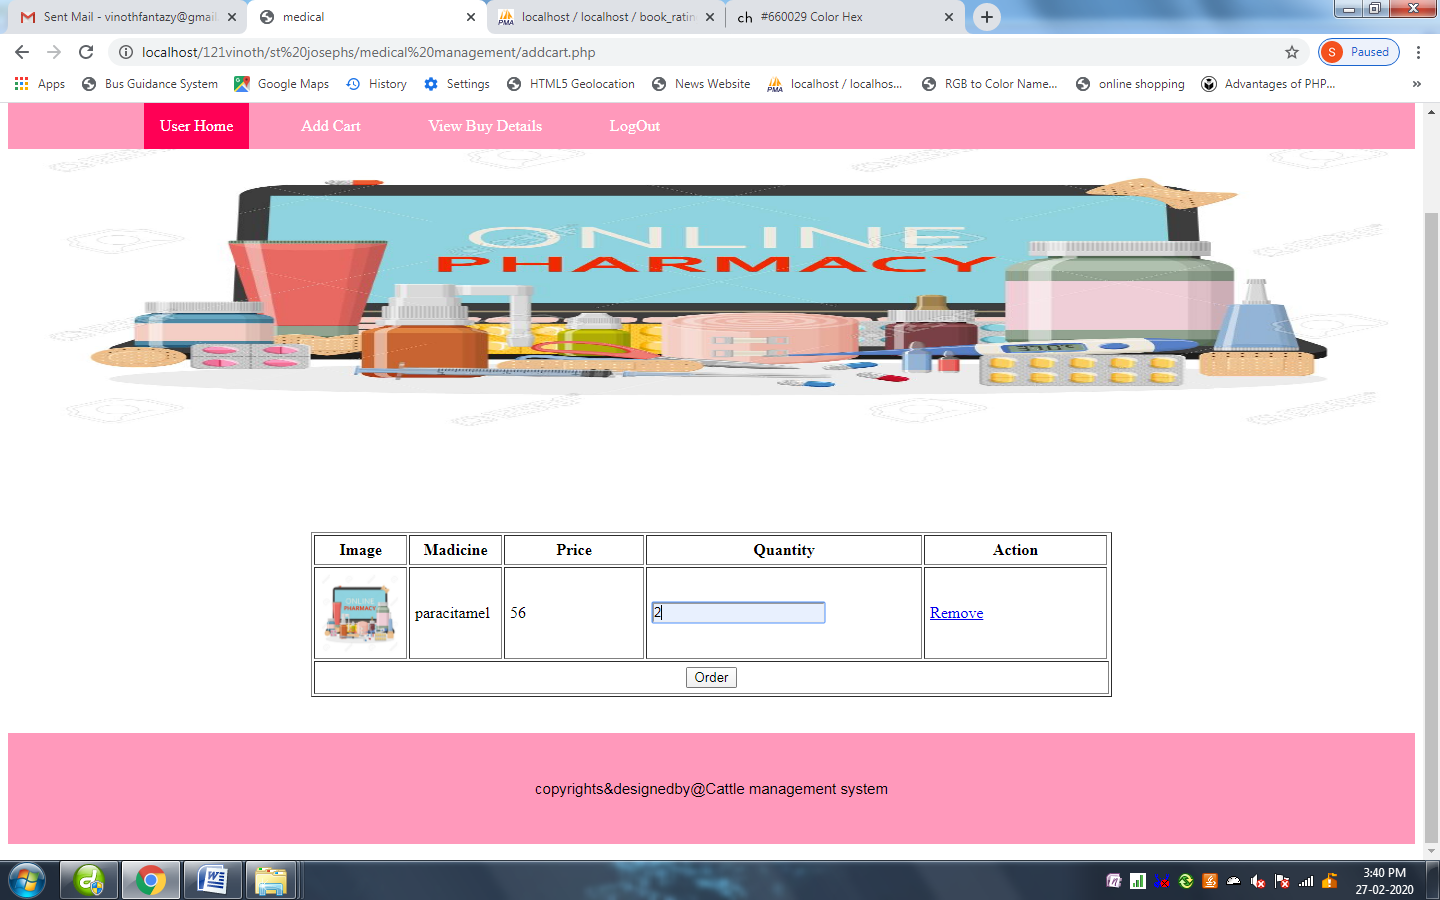 Sent Mail - vinothfantazy@gmail
medical
localhost / localhost / book_ratin
#660029 Color Hex
localhost/121vinoth/st%20josephs/medical%20management/addcart.php
S Paused
Apps Bus Guidance System Google Maps History Settings HTML5 Geolocation News Website localhost / localhos... RGB to Color Name... online shopping Advantages of PHP... »
User Home Add Cart View Buy Details LogOut
ONLINE
PHARMACY
Image Madicine Price Quantity Action
ONLINE
PHARMACY
paracitamel 56 2 Remove
Order
copyrights&designedby@Cattle management system
3:40 PM
27-02-2020